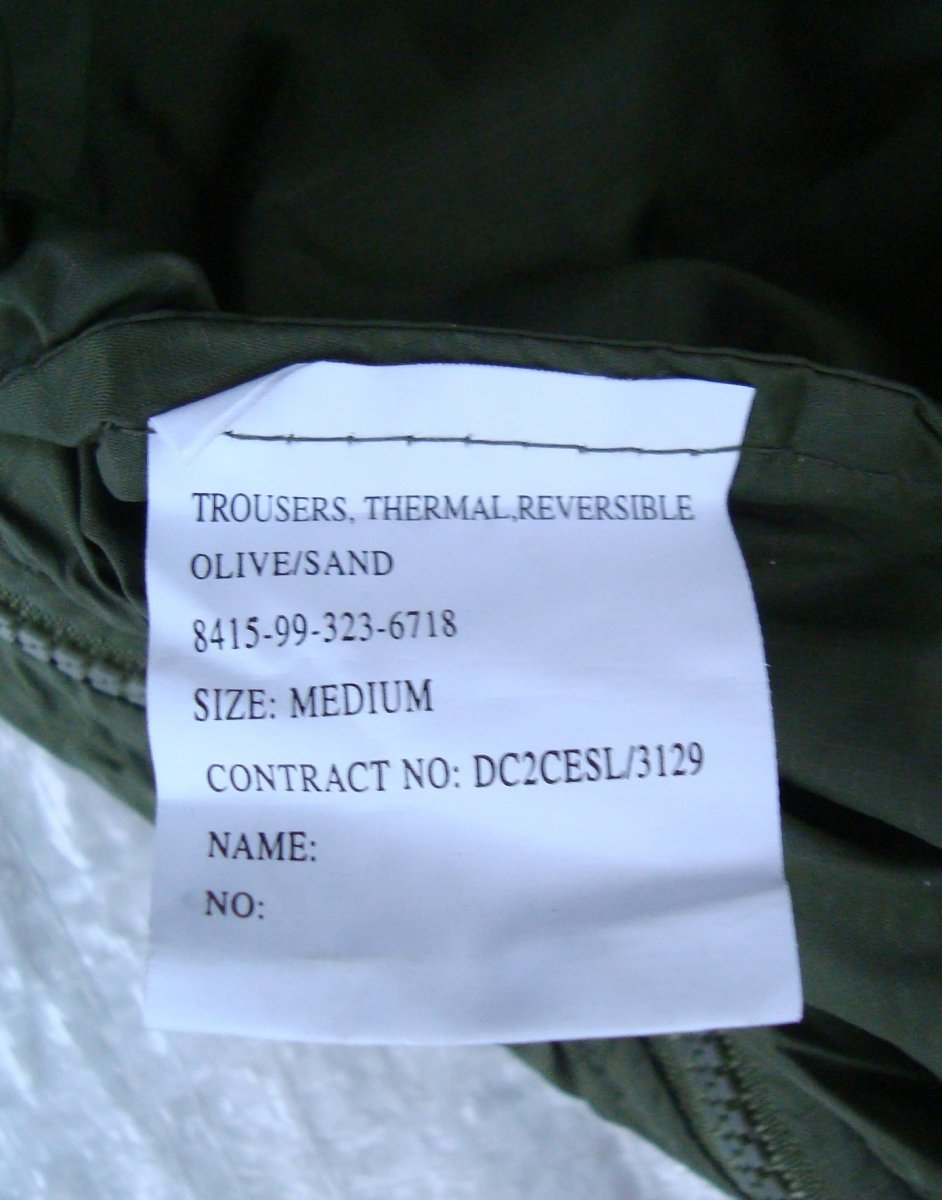 TROUSERS, THERMAL,REVERSIBLE
OLIVE/SAND
8415-99-323-6718
SIZE: MEDIUM
CONTRACT NO: DC2CESL/3129
NAME:
NO: